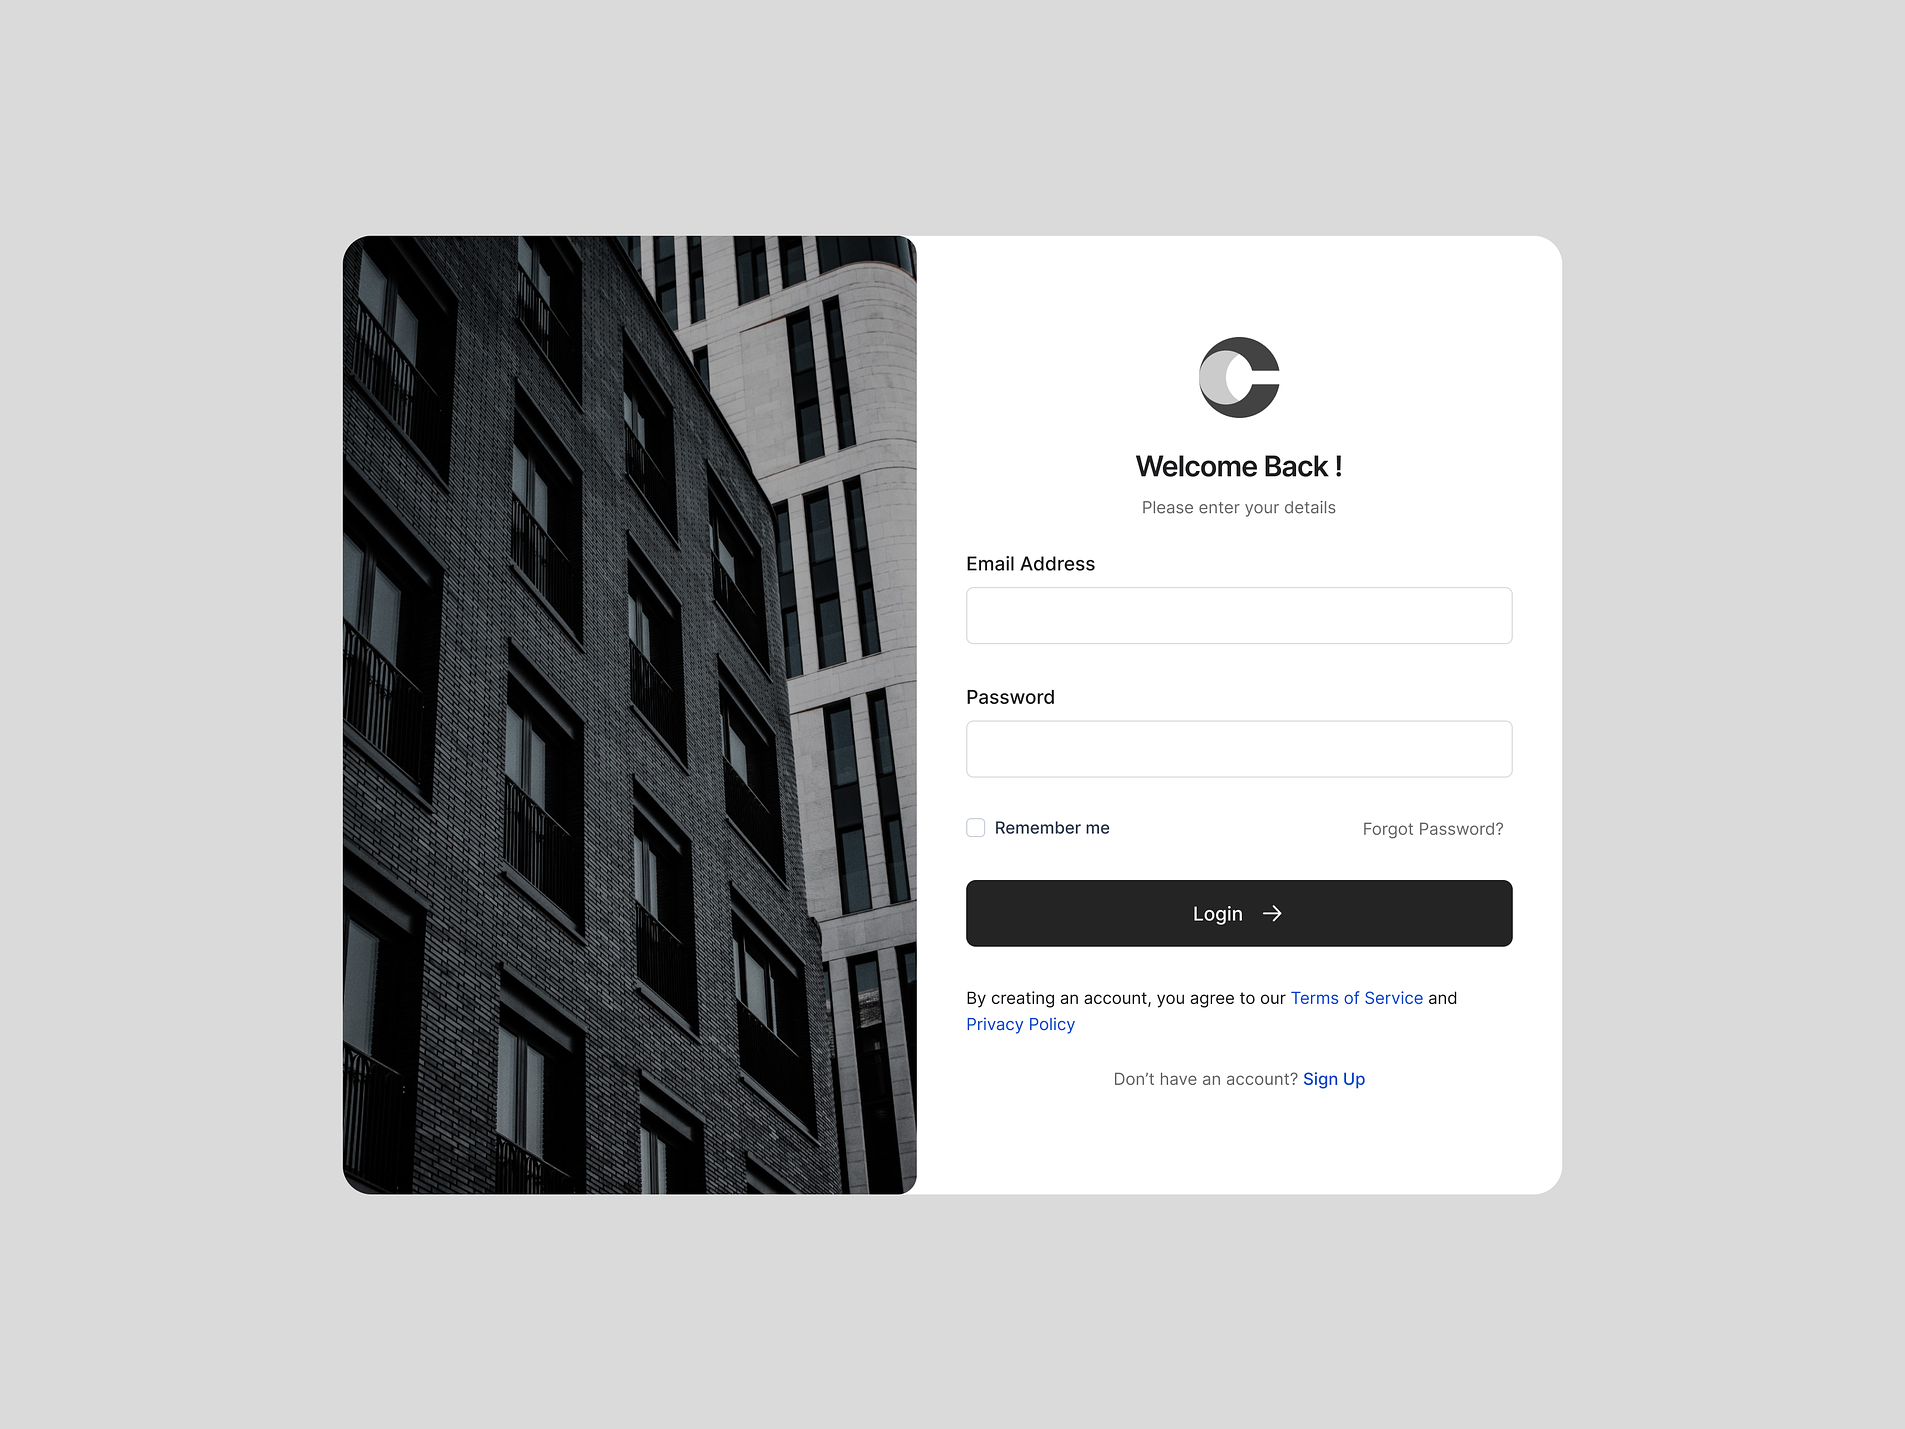 Welcome Back !
Please enter your details
Email Address
Password
Remember me
Forgot Password?
Login
By creating an account, you agree to our Terms of Service and
Privacy Policy
Don’t have an account? Sign Up